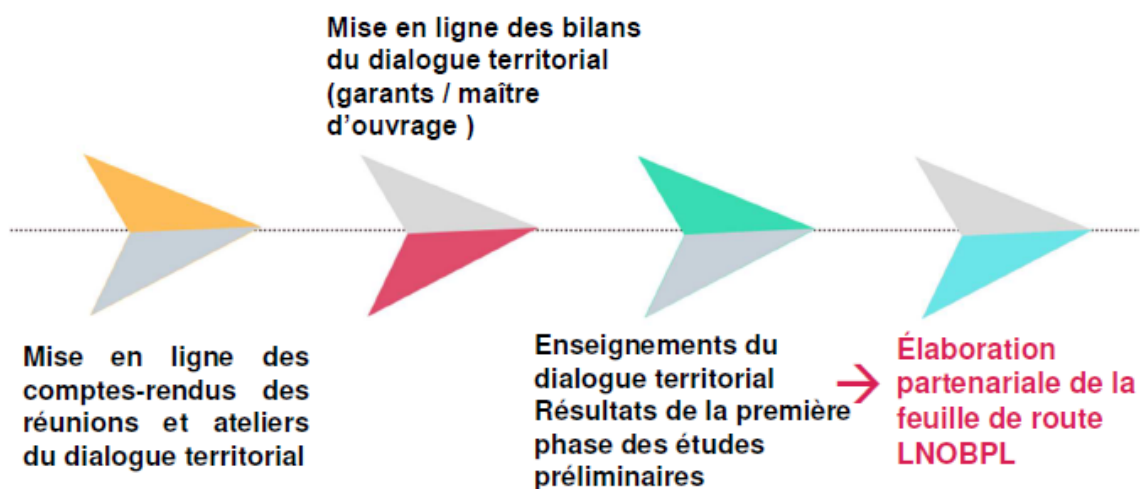 Mise en ligne des bilans
du dialogue territorial
(garants / maître
d'ouvrage )
Mise en ligne des
comptes-rendus des
réunions et ateliers
du dialogue territorial
Enseignements du
dialogue territorial
Résultats de la première
phase des études
préliminaires
→ Élaboration
partenariale de la
feuille de route
LNOBPL